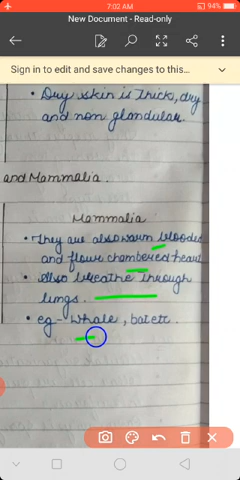 7:02 AM
94%
New Document - Read-only
Sign in to edit and save changes to this...
• Dry skin is thick, dry
and non glandular.
and Mammalia.
Mammalia
• They are also warm blooded
and four chambered heart
• Also breathe through
lungs.
• eg - Whale, bat